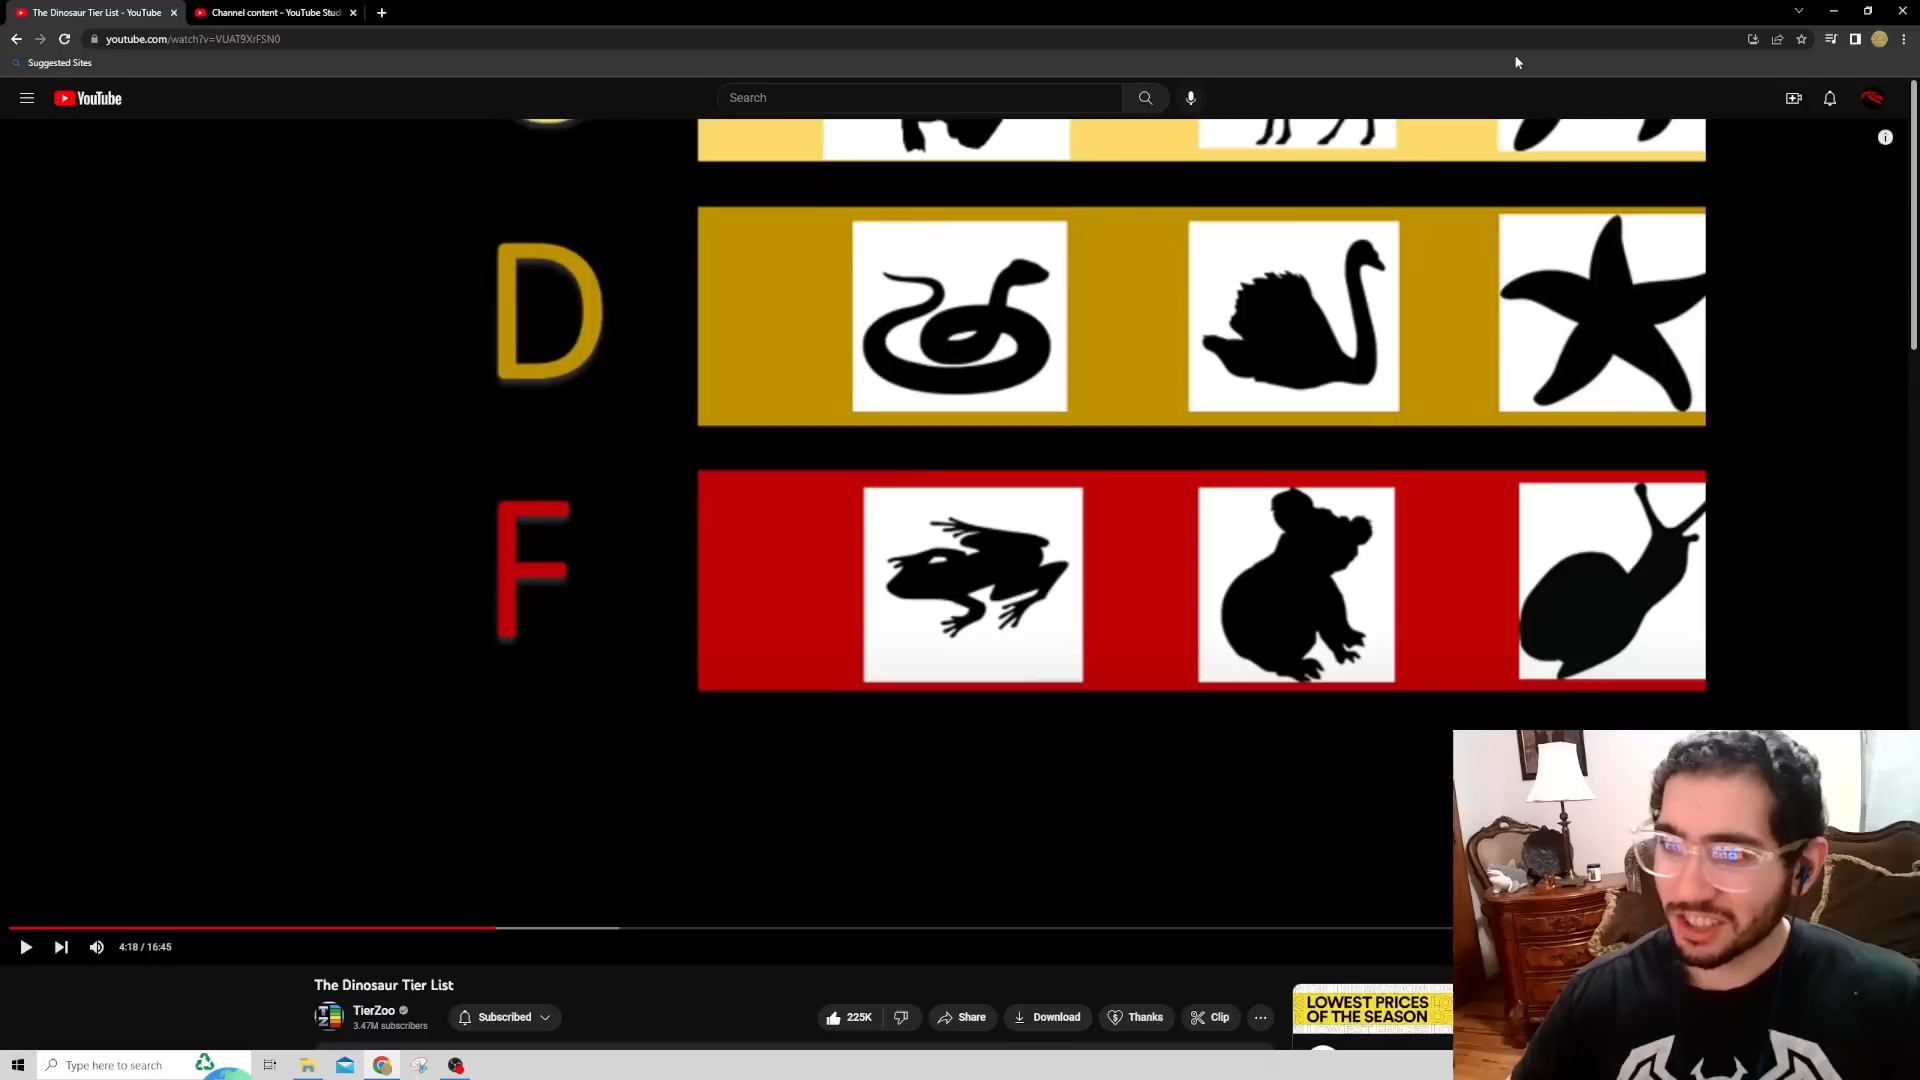 The Dinosaur Tier List - YouTube
Channel content - YouTube Stud
youtube.com/watch?v=VUAT9XrFSN0
Suggested Sites
YouTube
Search
D
F
4:18 / 16:45
The Dinosaur Tier List
TierZoo
3.47M subscribers
Subscribed
225K
Share
Download
Thanks
Clip
LOWEST PRICES
OF THE SEASON
Type here to search